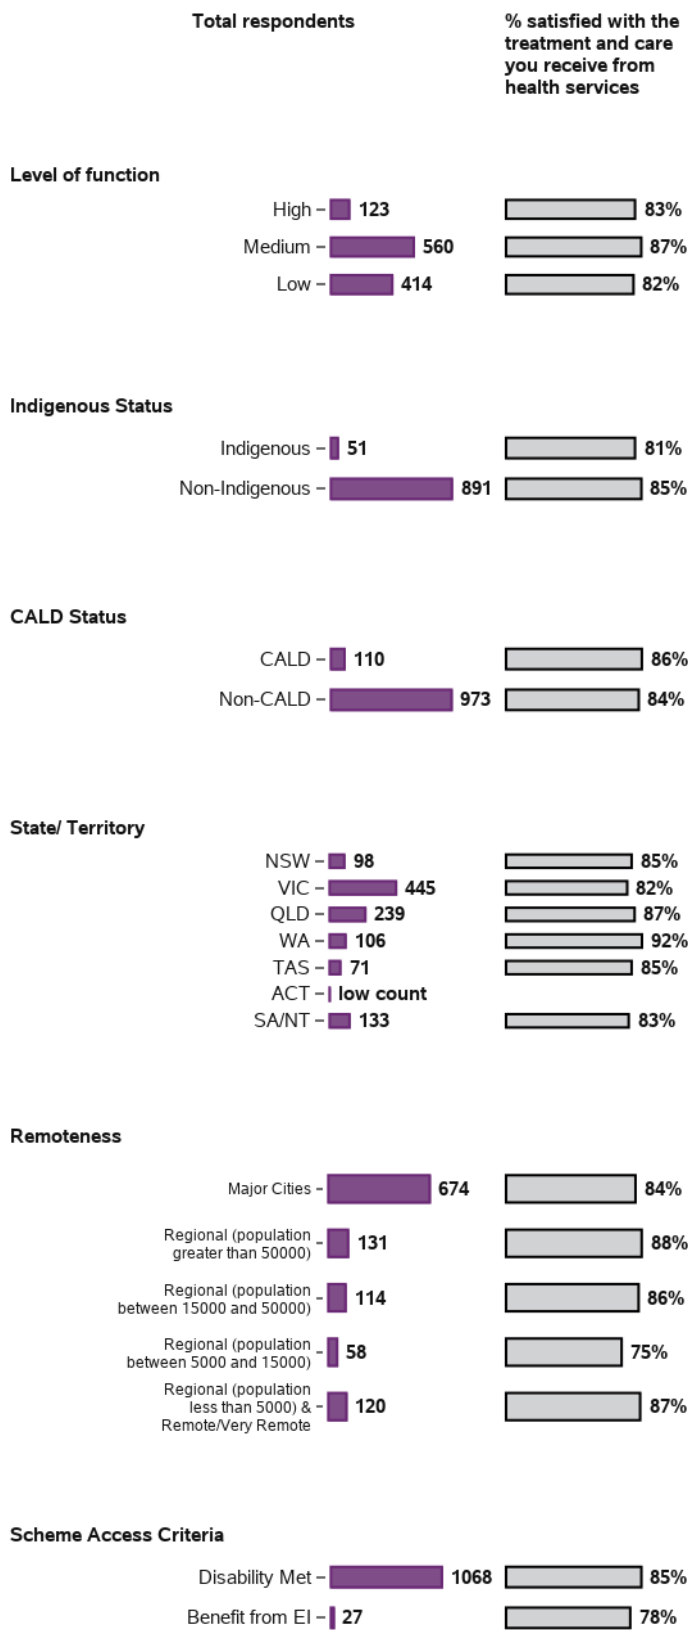 Total respondents
% satisfied with the
treatment and care
you receive from
health services
Level of function
High 123 83%
Medium 560 87%
Low 414 82%
Indigenous Status
Indigenous 51 81%
Non-Indigenous 891 85%
CALD Status
CALD 110 86%
Non-CALD 973 84%
State/ Territory
NSW 98 85%
VIC 445 82%
QLD 239 87%
WA 106 92%
TAS 71 85%
ACT low count
SA/NT 133 83%
Remoteness
Major Cities 674 84%
Regional (population
greater than 50000) 131 88%
Regional (population
between 15000 and 50000) 114 86%
Regional (population
between 5000 and 15000) 58 75%
Regional (population
less than 5000) & 120 87%
Remote/Very Remote
Scheme Access Criteria
Disability Met 1068 85%
Benefit from EI 27 78%